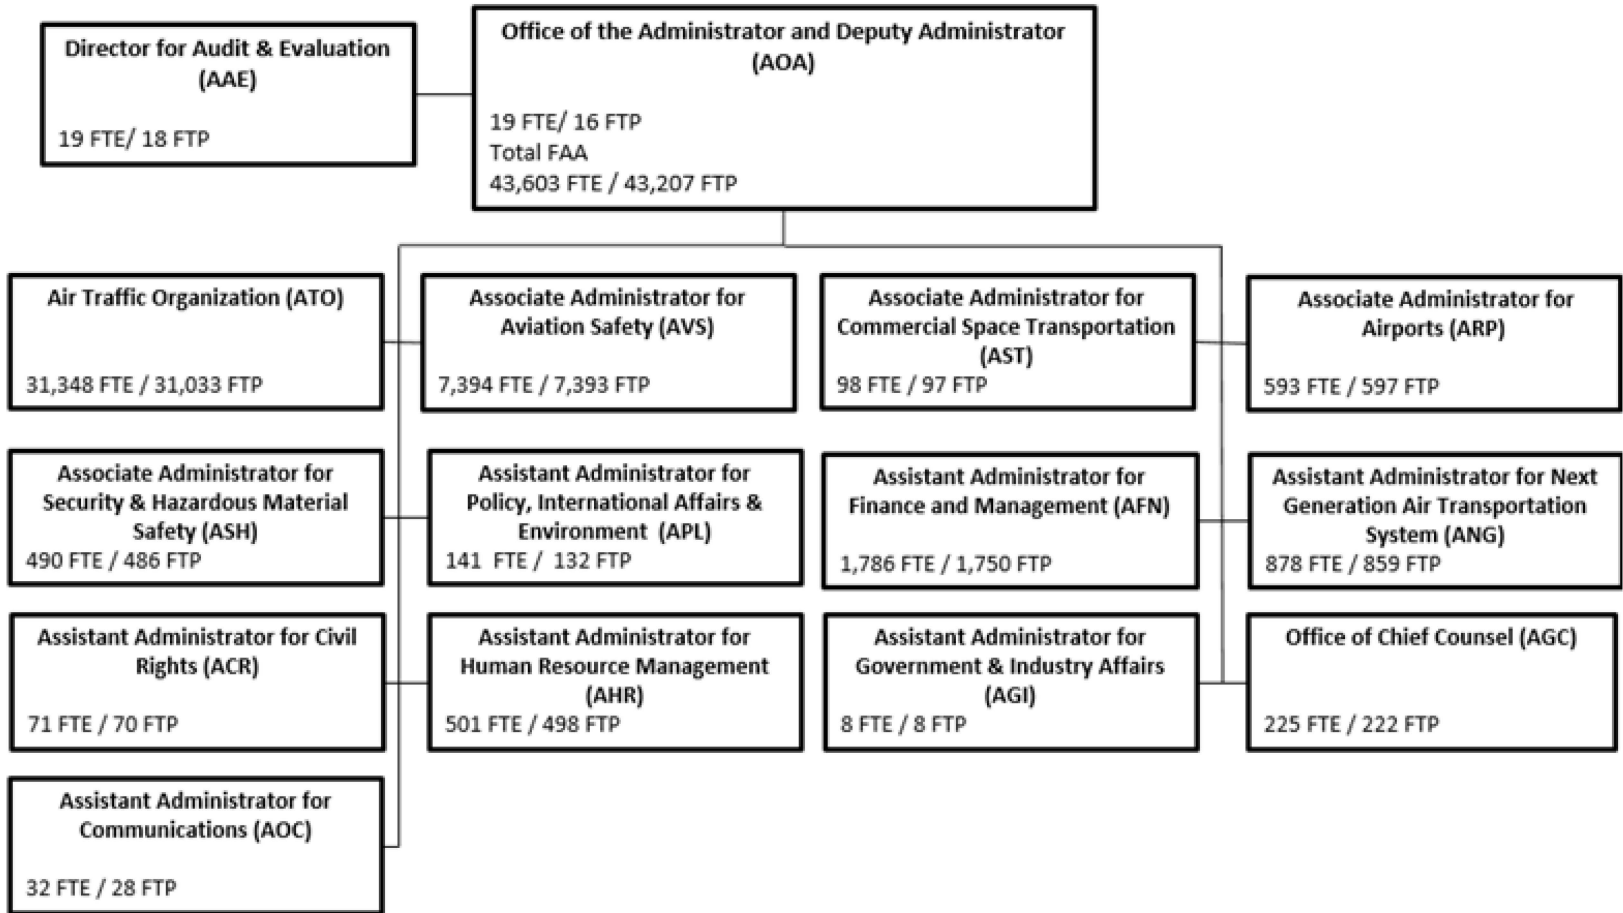 Director for Audit & Evaluation
(AAE)
19 FTE/ 18 FTP
Office of the Administrator and Deputy Administrator
(AOA)
19 FTE/ 16 FTP
Total FAA
43,603 FTE / 43,207 FTP
Air Traffic Organization (ATO)
31,348 FTE / 31,033 FTP
Associate Administrator for
Aviation Safety (AVS)
7,394 FTE / 7,393 FTP
Associate Administrator for
Commercial Space Transportation
(AST)
98 FTE / 97 FTP
Associate Administrator for
Airports (ARP)
593 FTE / 597 FTP
Associate Administrator for
Security & Hazardous Material
Safety (ASH)
490 FTE / 486 FTP
Assistant Administrator for
Policy, International Affairs &
Environment (APL)
141 FTE / 132 FTP
Assistant Administrator for
Finance and Management (AFN)
1,786 FTE / 1,750 FTP
Assistant Administrator for Next
Generation Air Transportation
System (ANG)
878 FTE / 859 FTP
Assistant Administrator for Civil
Rights (ACR)
71 FTE / 70 FTP
Assistant Administrator for
Human Resource Management
(AHR)
501 FTE / 498 FTP
Assistant Administrator for
Government & Industry Affairs
(AGI)
8 FTE / 8 FTP
Office of Chief Counsel (AGC)
225 FTE / 222 FTP
Assistant Administrator for
Communications (AOC)
32 FTE / 28 FTP